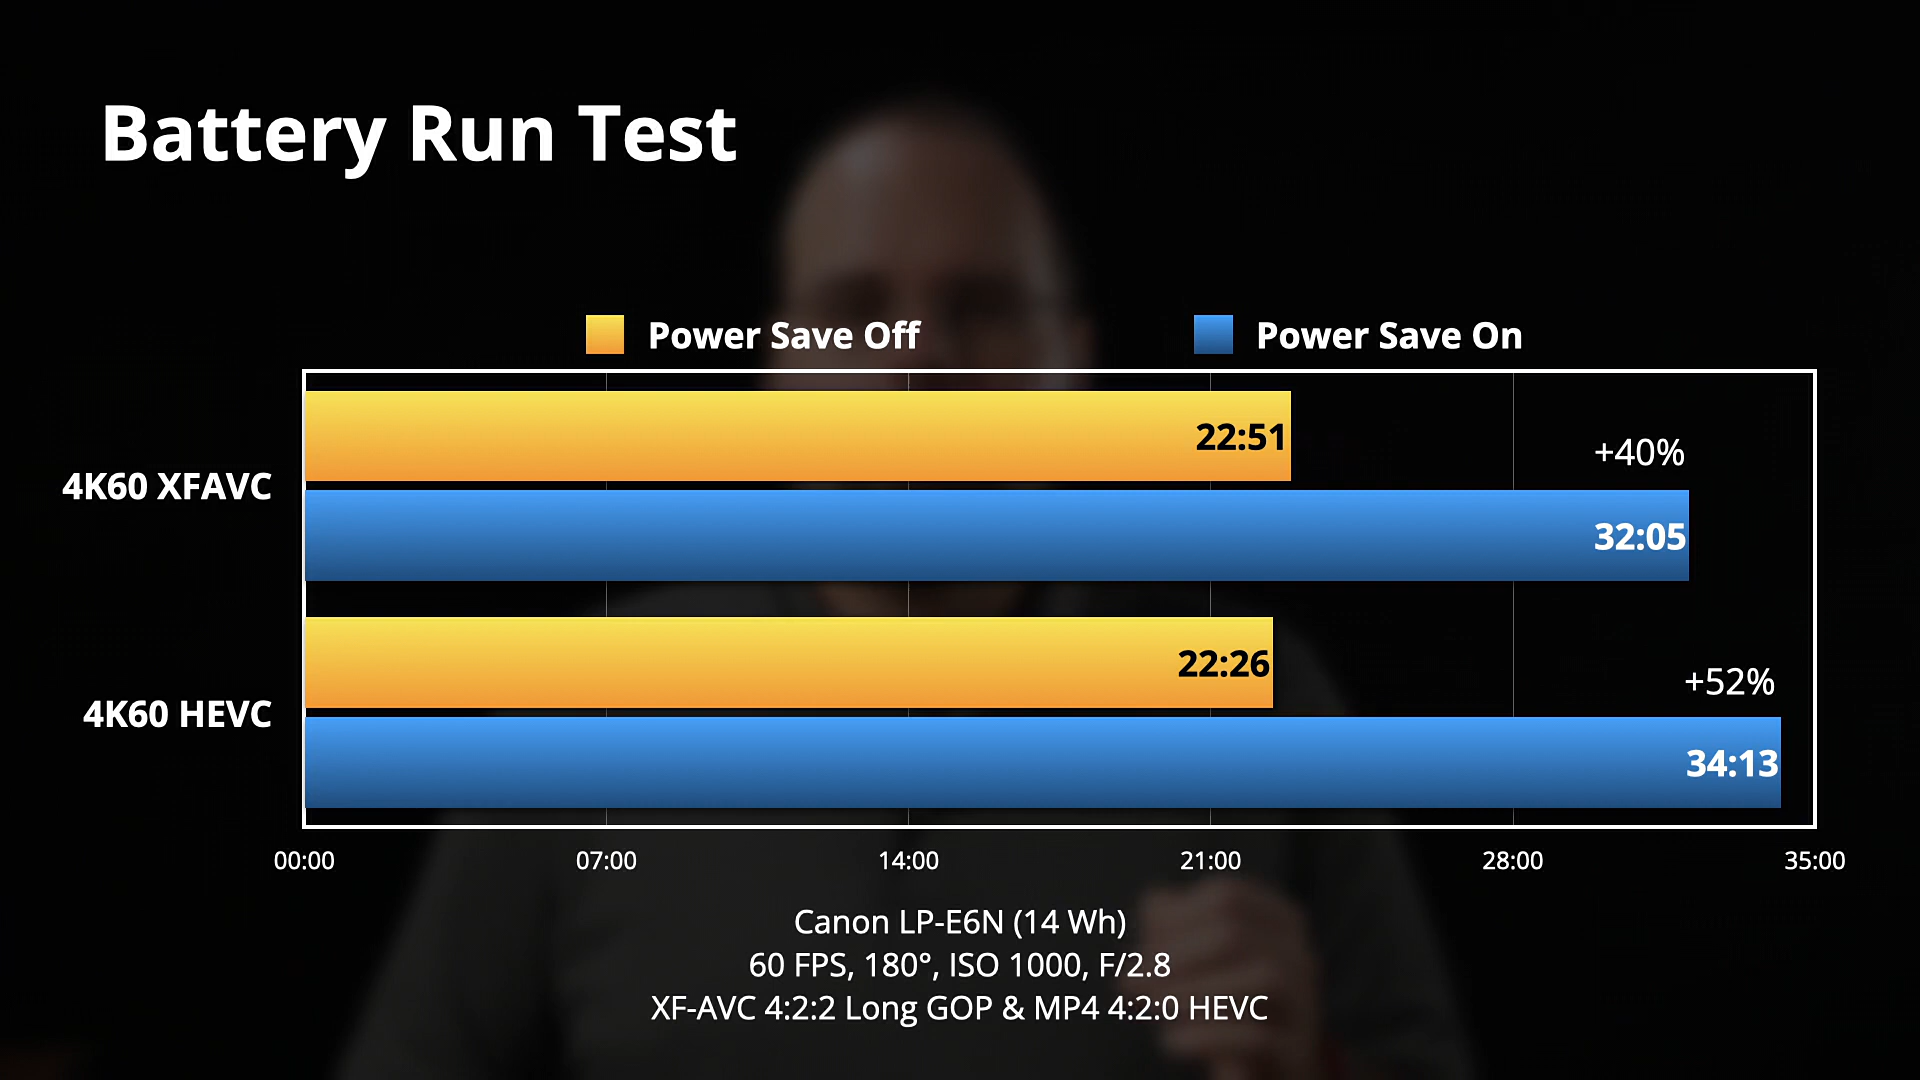 Battery Run Test
Power Save Off
Power Save On
4K60 XFAVC
22:51
+40%
32:05
4K60 HEVC
22:26
+52%
34:13
00:00 07:00 14:00 21:00 28:00 35:00
Canon LP-E6N (14 Wh)
60 FPS, 180°, ISO 1000, F/2.8
XF-AVC 4:2:2 Long GOP & MP4 4:2:0 HEVC